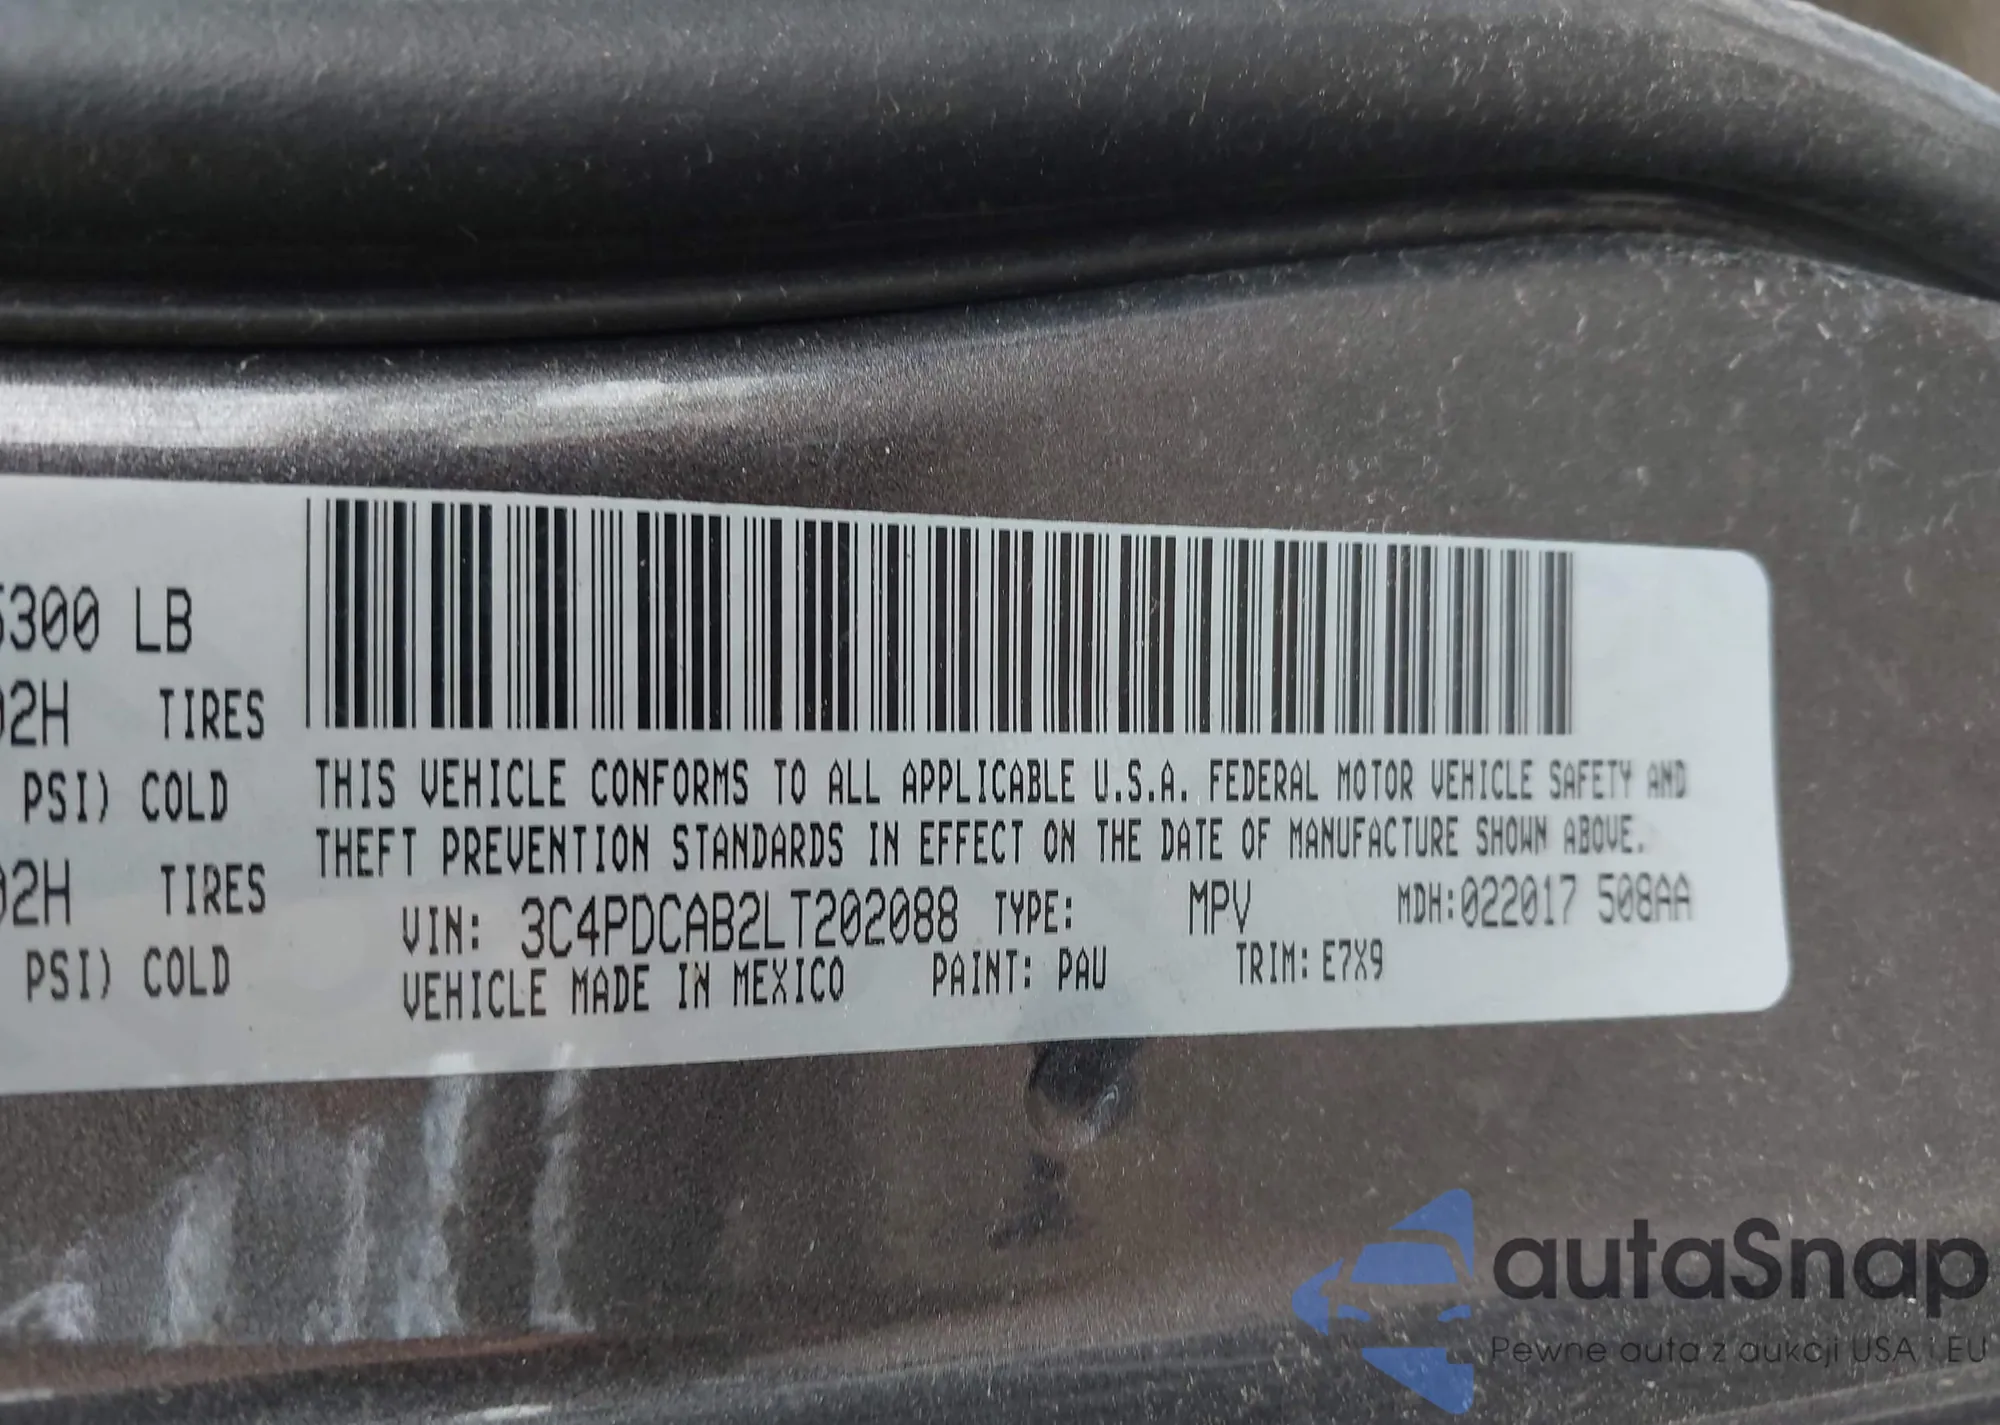 5300 LB
02H TIRES
PSI) COLD
02H TIRES
PSI) COLD
THIS VEHICLE CONFORMS TO ALL APPLICABLE U.S.A. FEDERAL MOTOR VEHICLE SAFETY AND
THEFT PREVENTION STANDARDS IN EFFECT ON THE DATE OF MANUFACTURE SHOWN ABOVE.
VIN: 3C4PDCAB2LT202088 TYPE: MPV MDH:022017 508AA
VEHICLE MADE IN MEXICO PAINT: PAU TRIM: E7X9
autaSnap
Pewne auta z aukcji USA i EU